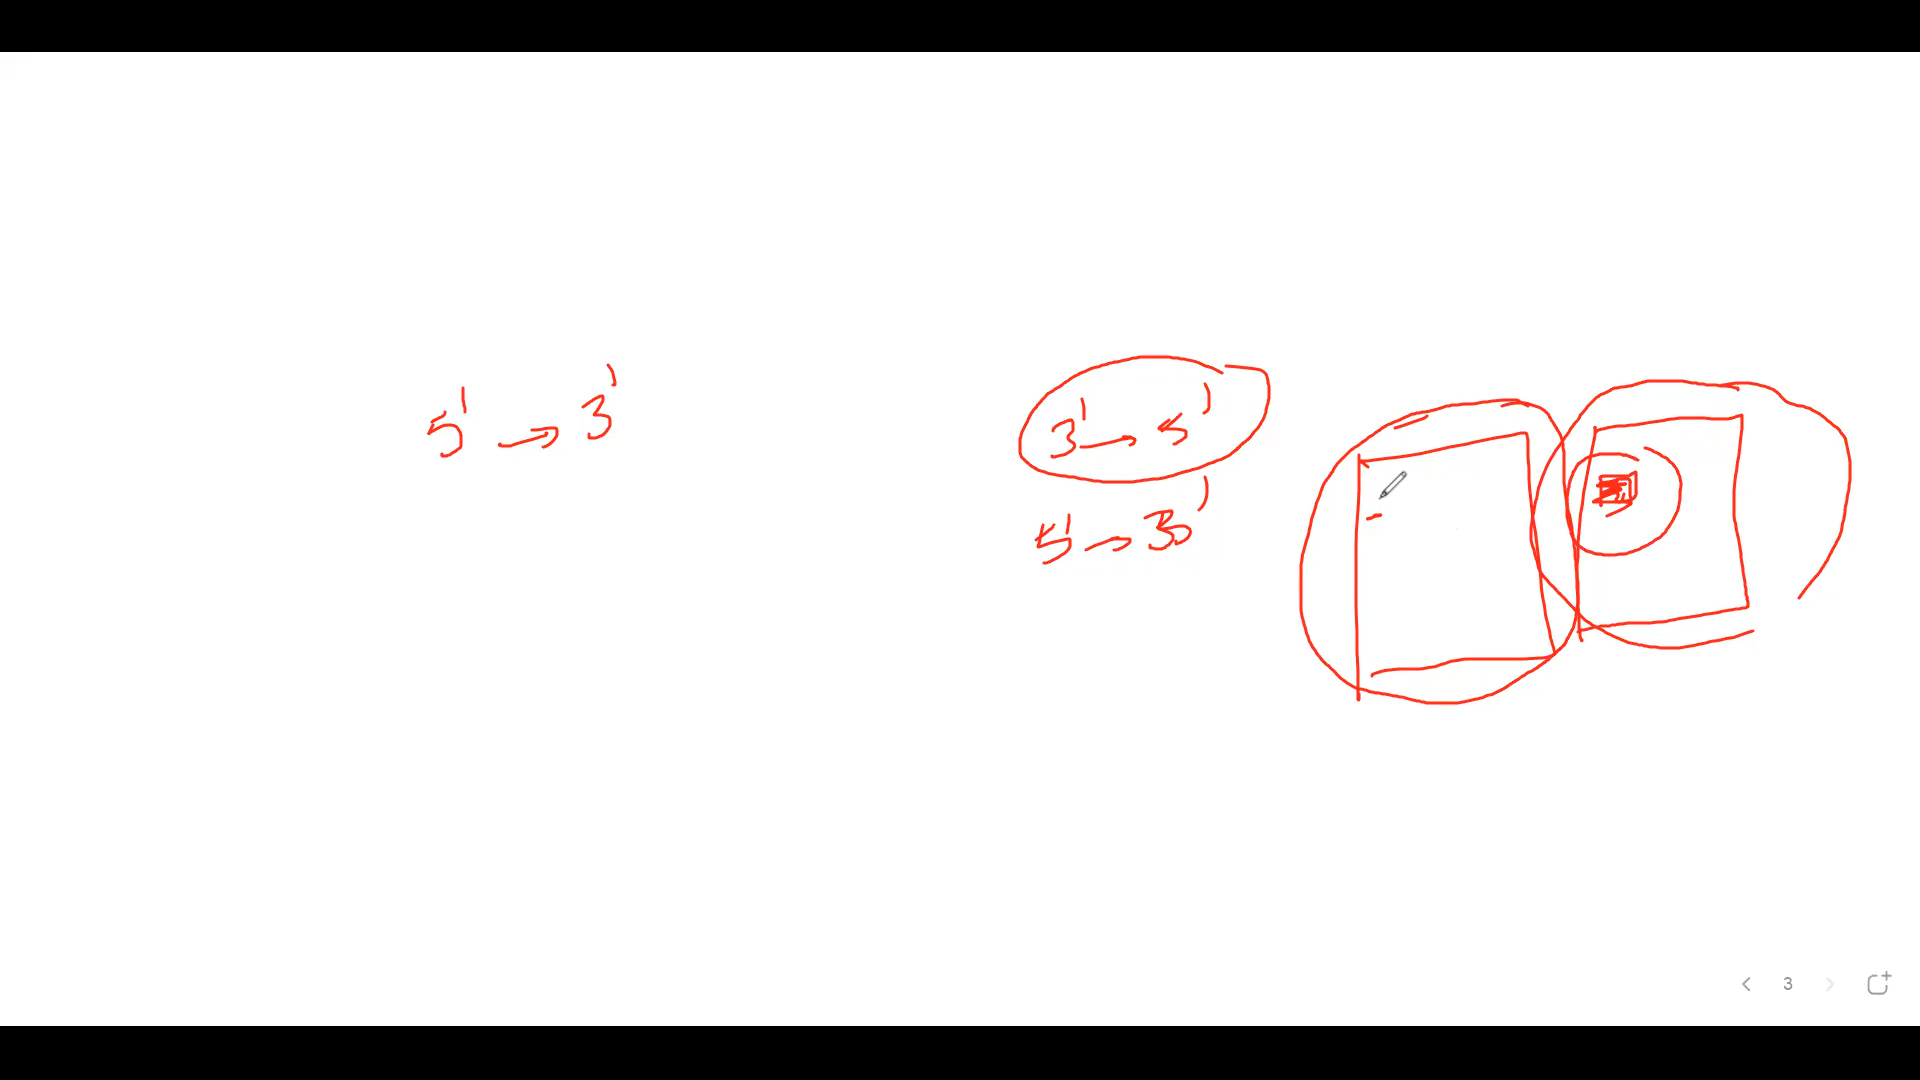 5' → 3'
3' → 5'
5' → 3'
3